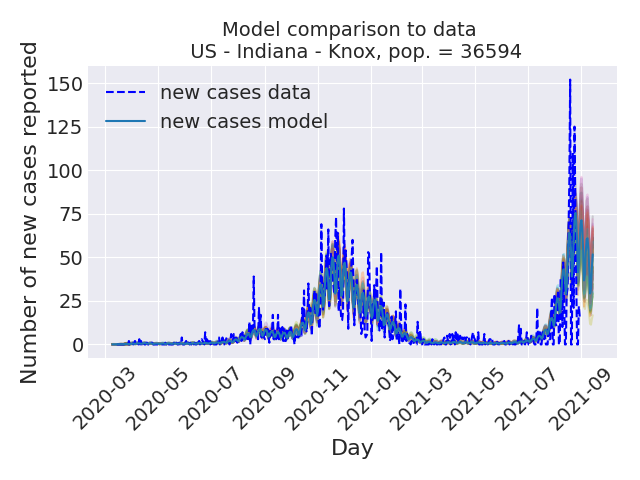 Model comparison to data
US - Indiana - Knox, pop. = 36594
Number of new cases reported
150
125
100
75
50
25
0
new cases data
new cases model
2020-03
2020-05
2020-07
2020-09
2020-11
2021-01
2021-03
2021-05
2021-07
2021-09
Day